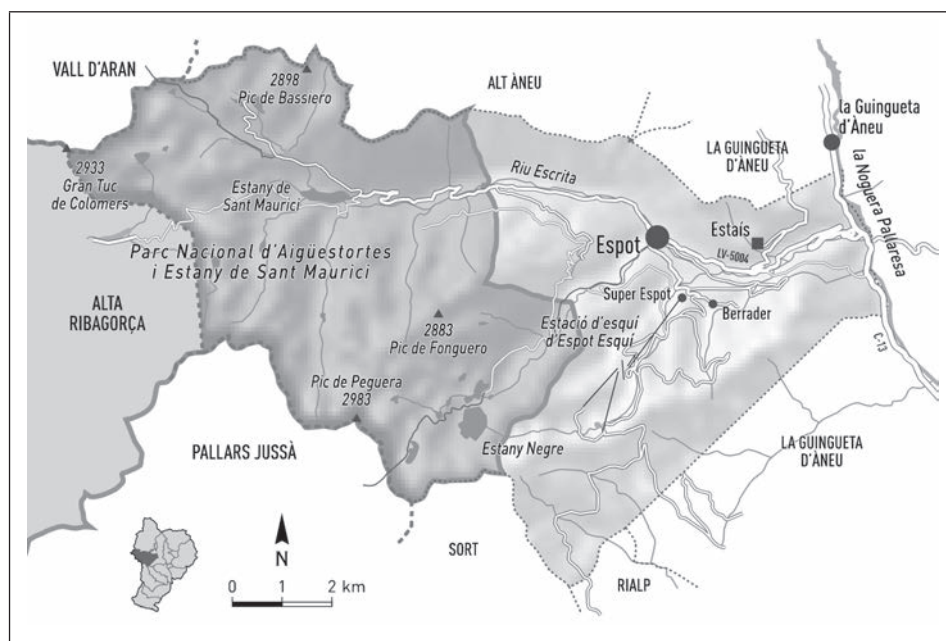 VALL D'ARAN
2898
Pic de Bassiero
ALT ÀNEU
la Guingueta
d'Àneu
LA GUINGUETA
D'ÀNEU
la Noguera Pallaresa
2933
Gran Tuc
de Colomers
Estany de
Sant Maurici
Riu Escrita
Espot
Estaís
LV-5004
Parc Nacional d'Aigüestortes
i Estany de Sant Maurici
ALTA
RIBAGORÇA
Super Espot
Berrader
Estació d'esquí
d'Espot Esquí
2883
Pic de Fonguero
C-13
Pic de Peguera
2983
PALLARS JUSSÀ
Estany Negre
LA GUINGUETA
D'ÀNEU
N
SORT
RIALP
0 1 2 km